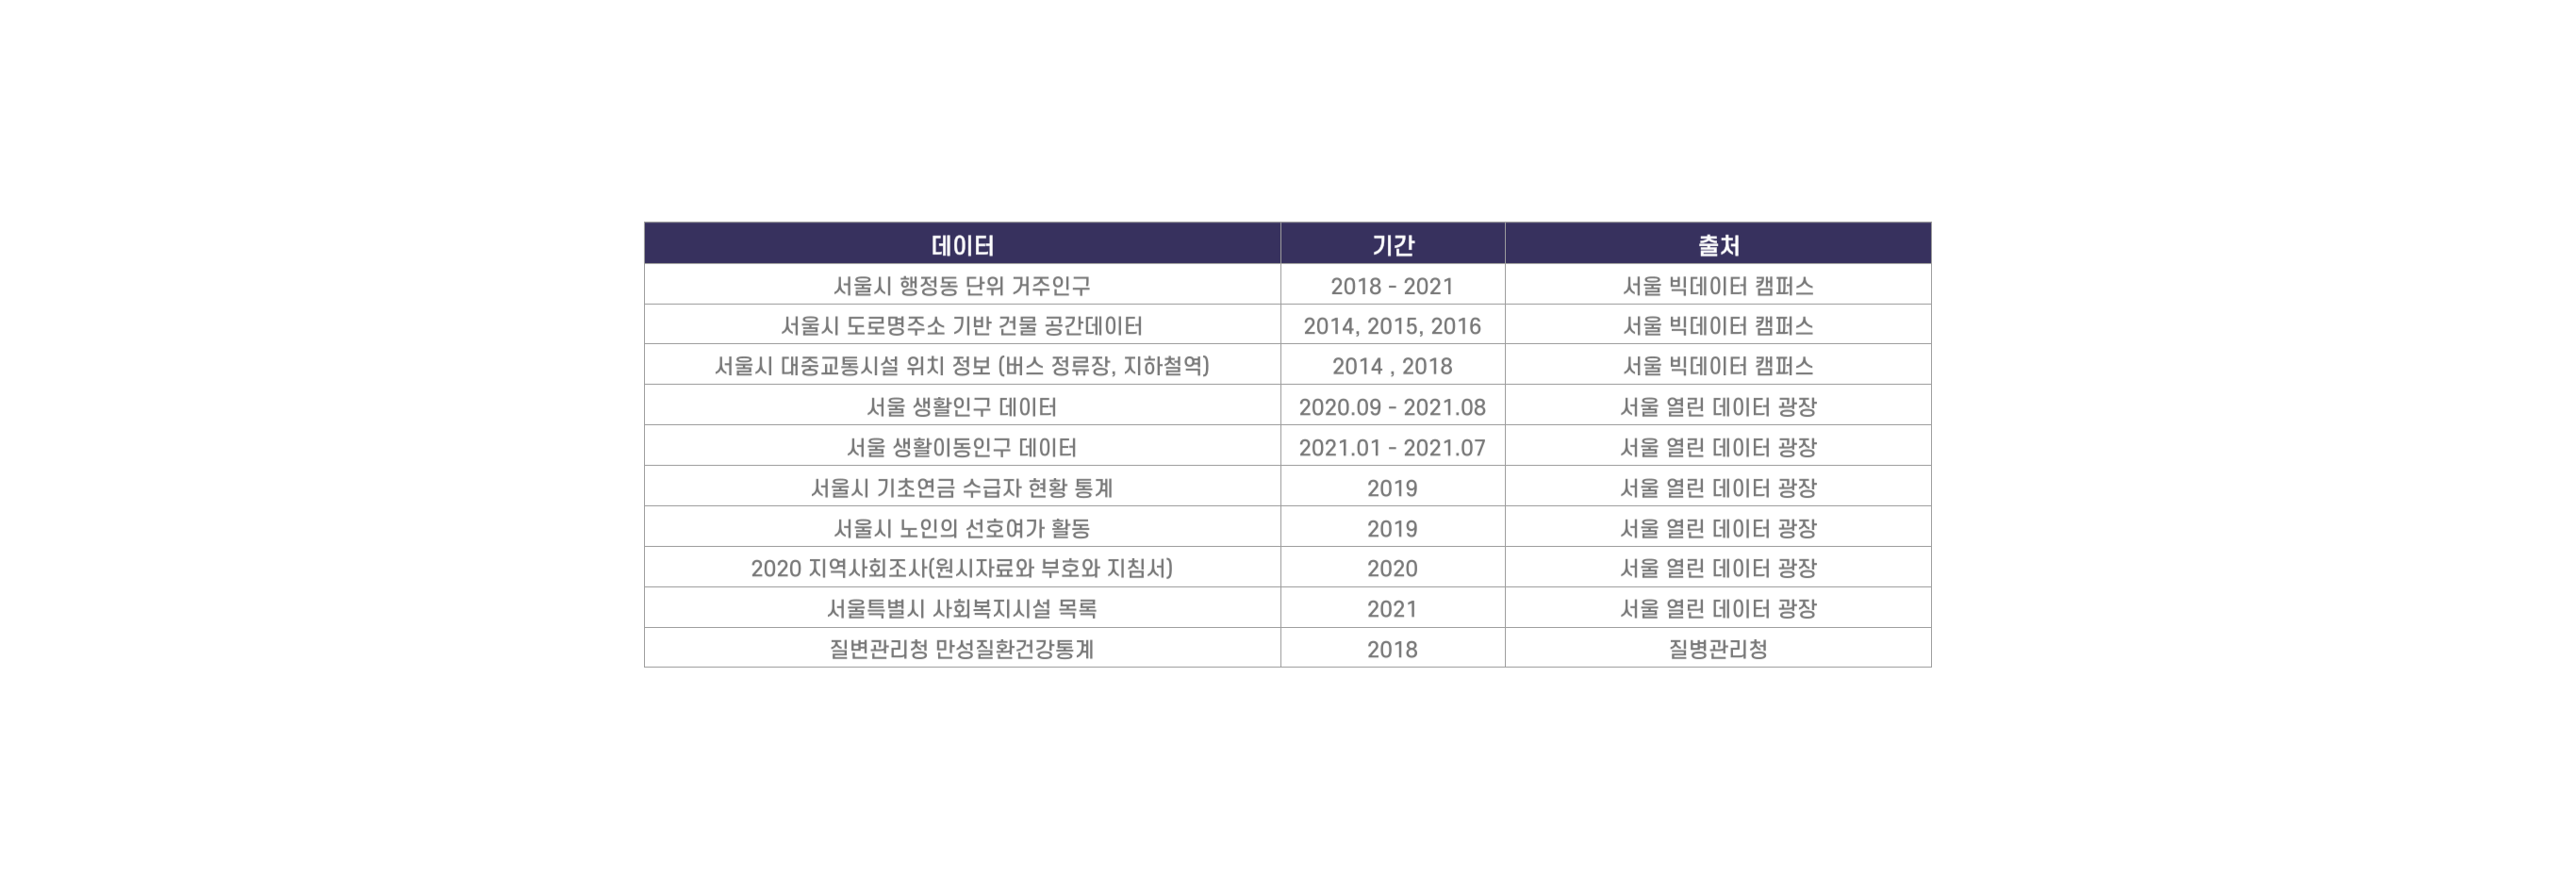 데이터 기간 출처
서울시 행정동 단위 거주인구 2018 - 2021 서울 빅데이터 캠퍼스
서울시 도로명주소 기반 건물 공간데이터 2014, 2015, 2016 서울 빅데이터 캠퍼스
서울시 대중교통시설 위치 정보 (버스 정류장, 지하철역) 2014 , 2018 서울 빅데이터 캠퍼스
서울 생활인구 데이터 2020.09 - 2021.08 서울 열린 데이터 광장
서울 생활이동인구 데이터 2021.01 - 2021.07 서울 열린 데이터 광장
서울시 기초연금 수급자 현황 통계 2019 서울 열린 데이터 광장
서울시 노인의 선호여가 활동 2019 서울 열린 데이터 광장
2020 지역사회조사(원시자료와 부호와 지침서) 2020 서울 열린 데이터 광장
서울특별시 사회복지시설 목록 2021 서울 열린 데이터 광장
질변관리청 만성질환건강통계 2018 질병관리청